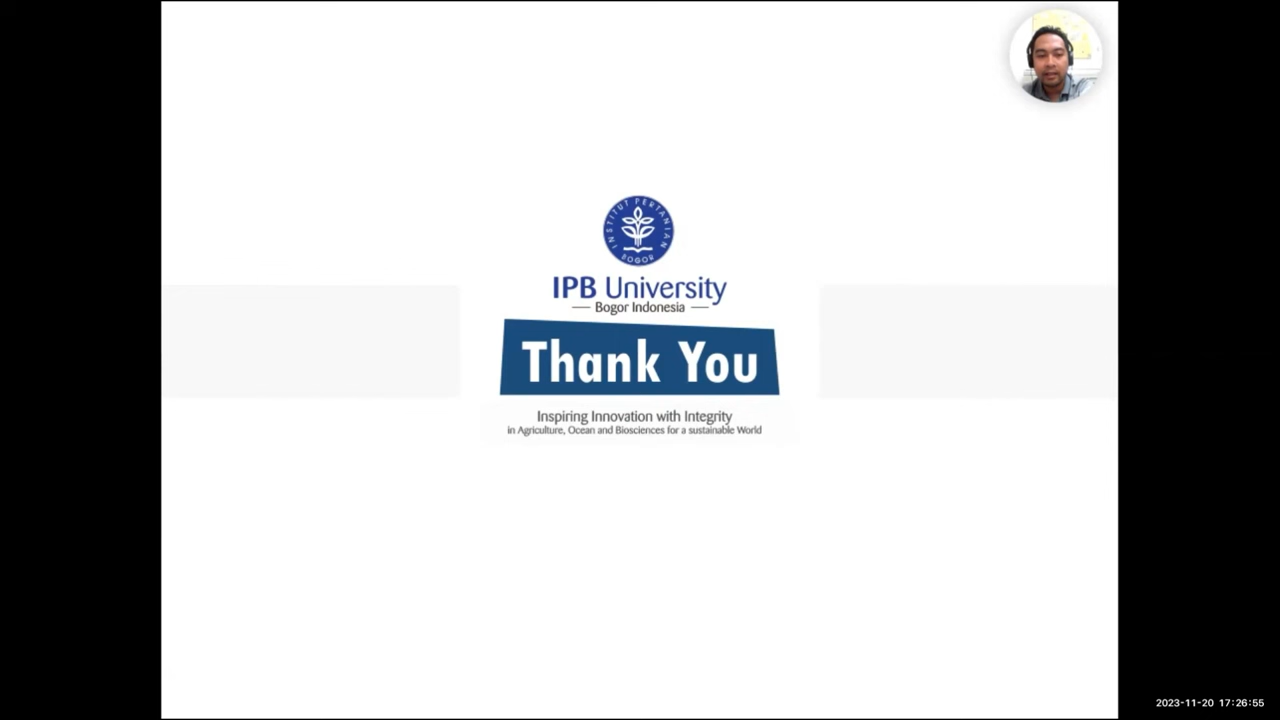 INSTITUT PERTANIAN
BOGOR
IPB University
Bogor Indonesia
Thank You
Inspiring Innovation with Integrity
in Agriculture, Ocean and Biosciences for a sustainable World
2023-11-20 17:26:55